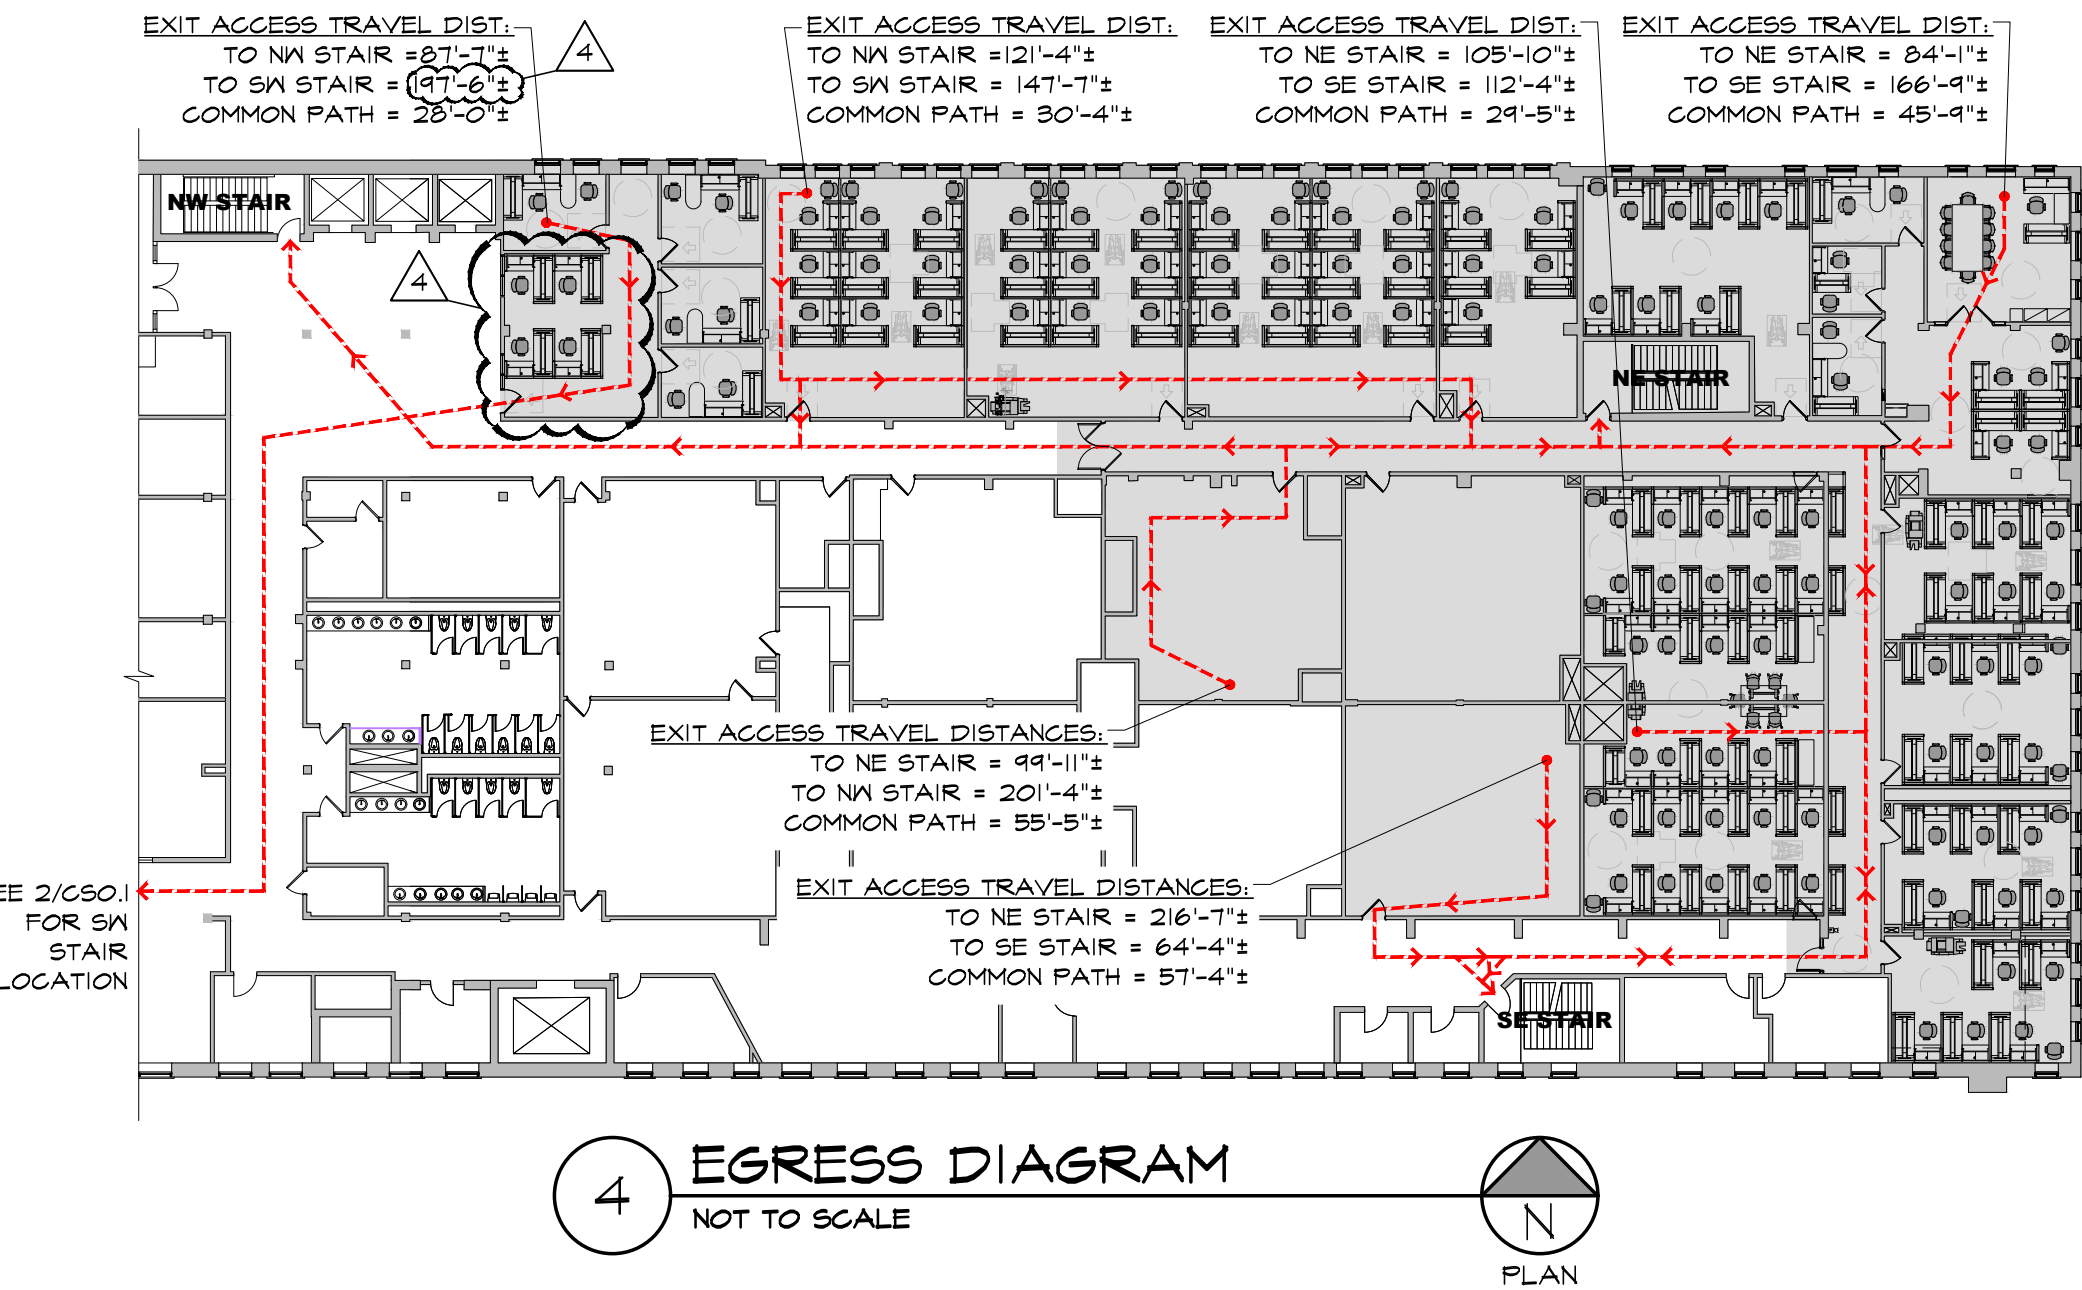 EXIT ACCESS TRAVEL DIST:
TO NW STAIR =87'-7"±
TO SW STAIR = 197'-6"±
COMMON PATH = 28'-0"±
4
EXIT ACCESS TRAVEL DIST:
TO NW STAIR =121'-4"±
TO SW STAIR = 147'-7"±
COMMON PATH = 30'-4"±
EXIT ACCESS TRAVEL DIST:
TO NE STAIR = 105'-10"±
TO SE STAIR = 112'-4"±
COMMON PATH = 29'-5"±
EXIT ACCESS TRAVEL DIST:
TO NE STAIR = 84'-1"±
TO SE STAIR = 166'-9"±
COMMON PATH = 45'-9"±
NW STAIR
4
NE STAIR
EXIT ACCESS TRAVEL DISTANCES:
TO NE STAIR = 99'-11"±
TO NW STAIR = 201'-4"±
COMMON PATH = 55'-5"±
EXIT ACCESS TRAVEL DISTANCES:
TO NE STAIR = 216'-7"±
TO SE STAIR = 64'-4"±
COMMON PATH = 57'-4"±
EE 2/CS0.1
FOR SW
STAIR
LOCATION
SE STAIR
4
EGRESS DIAGRAM
NOT TO SCALE
N
PLAN